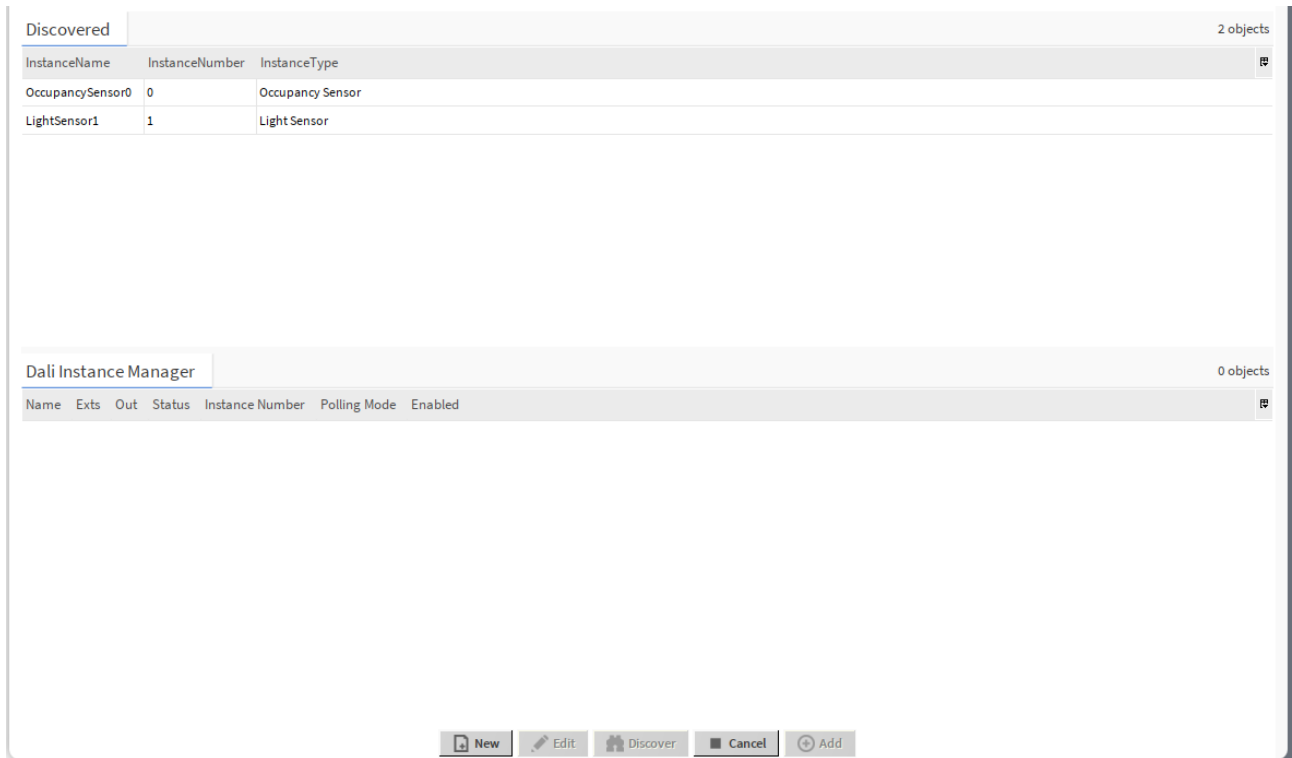 Discovered 2 objects
InstanceName InstanceNumber InstanceType
OccupancySensor0 0 Occupancy Sensor
LightSensor1 1 Light Sensor
Dali Instance Manager 0 objects
Name Exts Out Status Instance Number Polling Mode Enabled
New Edit Discover Cancel Add